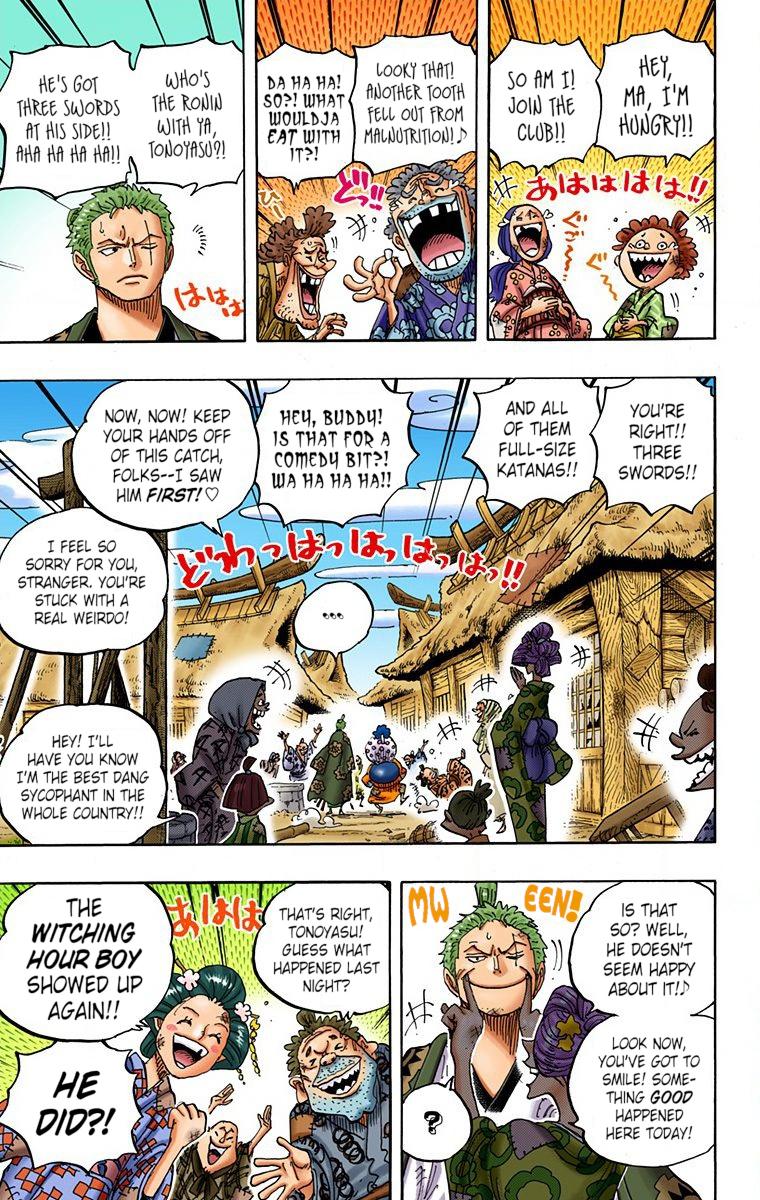 HEY,
MA, I'M
HUNGRY!!
SO AM I!
JOIN THE
CLUB!!
あはははは!!
ぐご〜
ぐ〜
LOOKY THAT!
ANOTHER TOOTH
FELL OUT FROM
MALNUTRITION!♪
DA HA HA!
SO?! WHAT
WOULDJA
EAT WITH
IT?!
どっ!!
WHO'S
THE RONIN
WITH YA,
TONOYASU?!
HE'S GOT
THREE SWORDS
AT HIS SIDE!!
AHA HA HA HA!!
ははは
YOU'RE
RIGHT!!
THREE
SWORDS!!
AND ALL
OF THEM
FULL-SIZE
KATANAS!!
HEY, BUDDY!
IS THAT FOR A
COMEDY BIT?!
WA HA HA HA!!
NOW, NOW! KEEP
YOUR HANDS OFF
OF THIS CATCH,
FOLKS--I SAW
HIM FIRST!♡
どわっはっはっはっはっ!!
...
I FEEL SO
SORRY FOR YOU,
STRANGER. YOU'RE
STUCK WITH A
REAL WEIRDO!
HEY! I'LL
HAVE YOU KNOW
I'M THE BEST DANG
SYCOPHANT IN THE
WHOLE COUNTRY!!
IS THAT
SO? WELL,
HE DOESN'T
SEEM HAPPY
ABOUT IT!♪
MWEEN!
LOOK NOW,
YOU'VE GOT TO
SMILE! SOME-
THING GOOD
HAPPENED
HERE TODAY!
?
THAT'S RIGHT,
TONOYASU!
GUESS WHAT
HAPPENED LAST
NIGHT?
あはは
THE
WITCHING
HOUR BOY
SHOWED UP
AGAIN!!
HE
DID?!